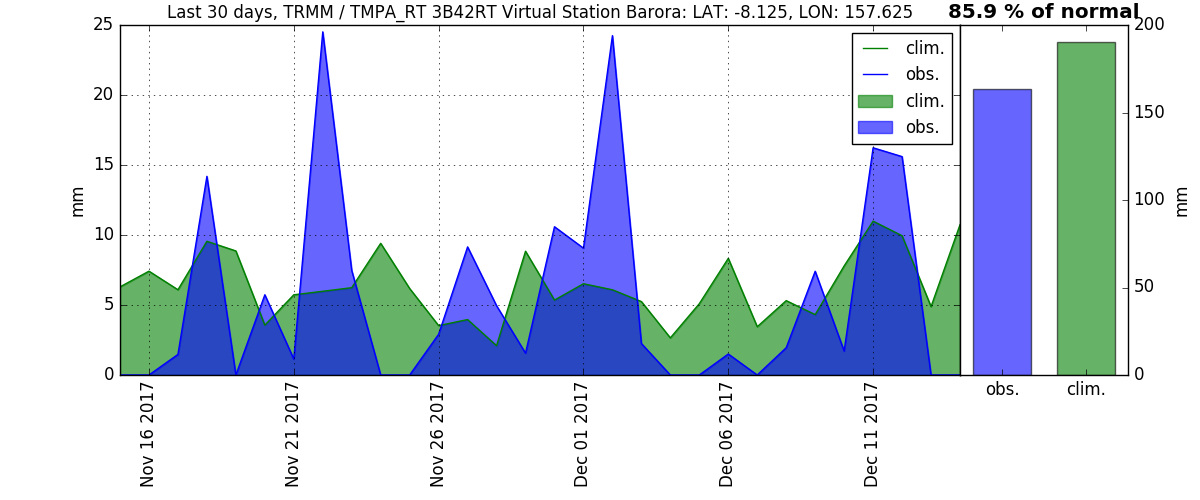 Last 30 days, TRMM / TMPA_RT 3B42RT Virtual Station Barora: LAT: -8.125, LON: 157.625
85.9 % of normal
25
20
15
10
5
0
mm
clim.
obs.
clim.
obs.
Nov 16 2017
Nov 21 2017
Nov 26 2017
Dec 01 2017
Dec 06 2017
Dec 11 2017
200
150
100
50
0
mm
obs.
clim.